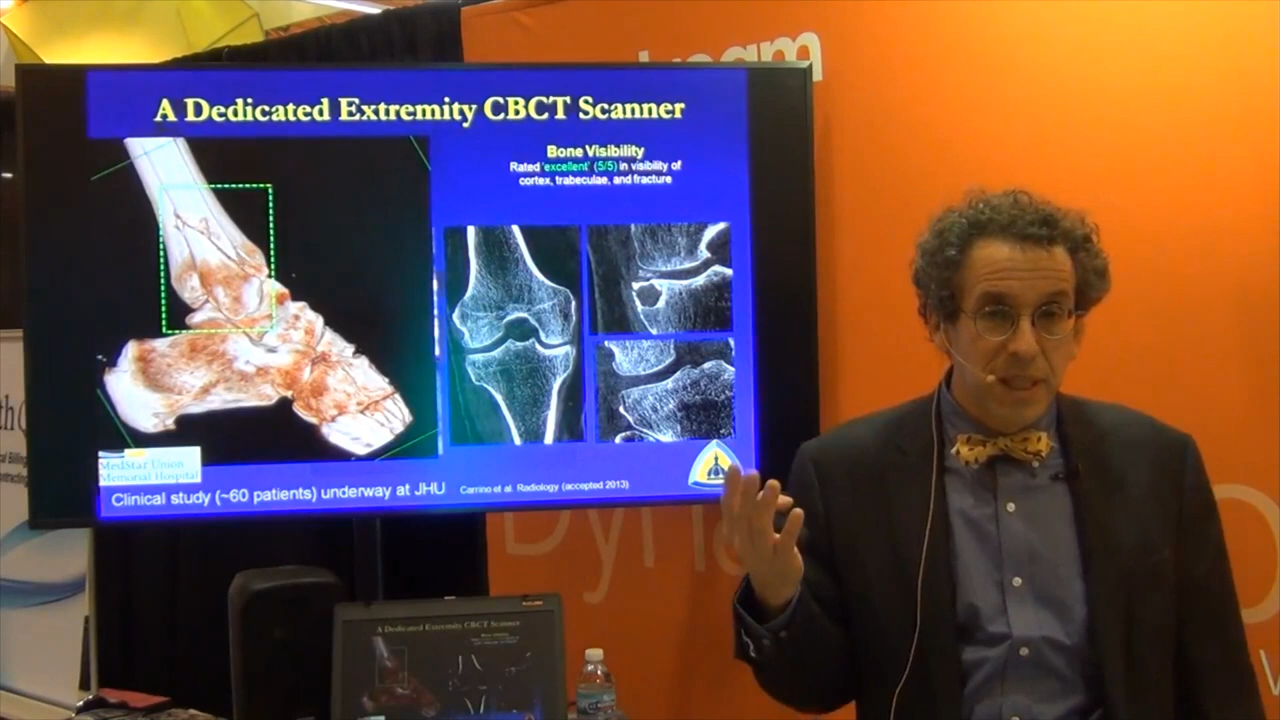 A Dedicated Extremity CBCT Scanner
Bone Visibility
Rated 'excellent' (5/5) in visibility of
cortex, trabeculae, and fracture
MedStar Union
Memorial Hospital
Clinical study (~60 patients) underway at JHU
Carrino et al. Radiology (accepted 2013)
A Dedicated Extremity CBCT Scanner
Bone Visibility